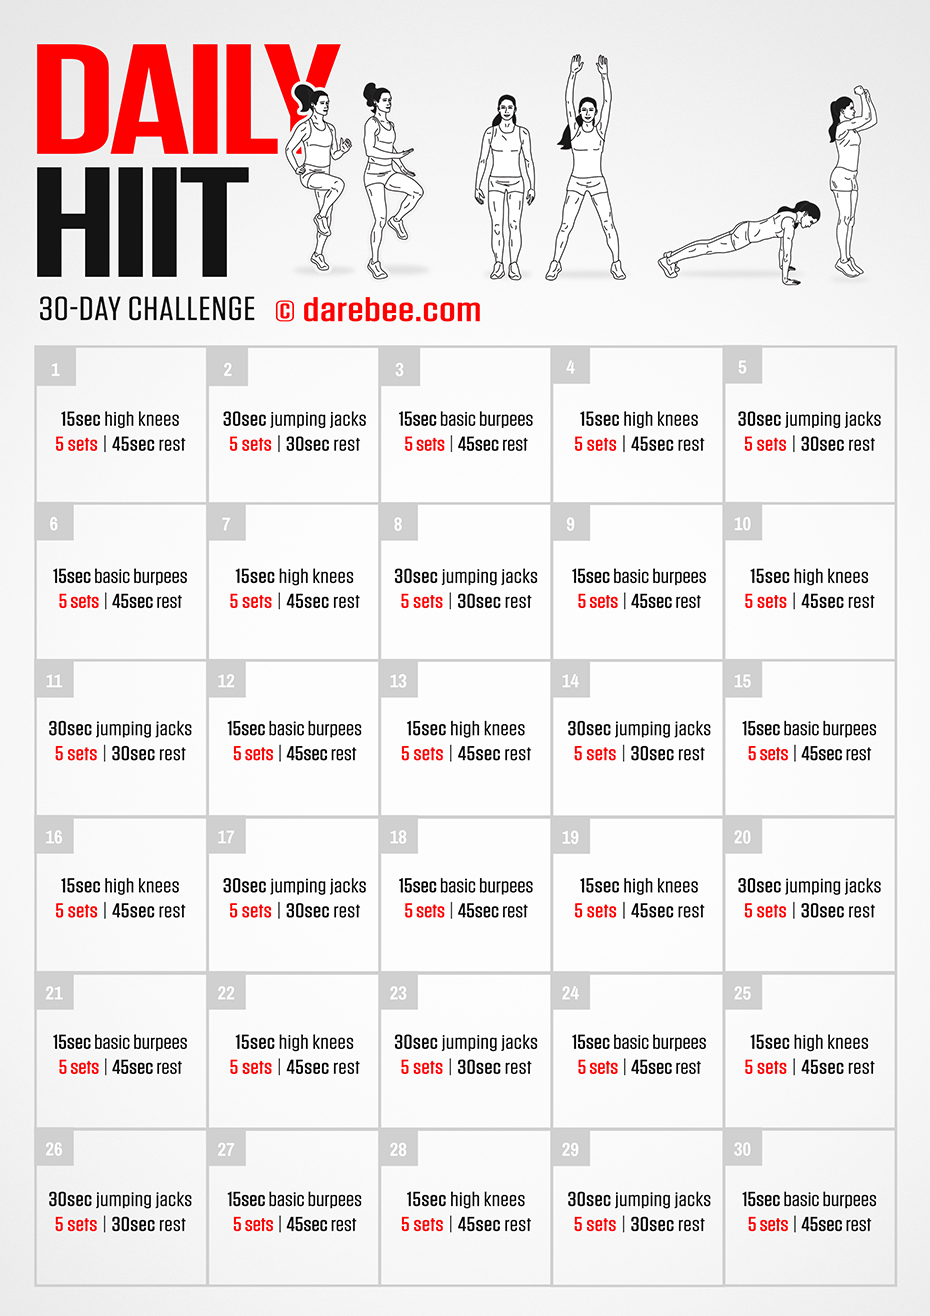 DAILY
HIIT
30-DAY CHALLENGE © darebee.com
1
15sec high knees
5 sets | 45sec rest
2
30sec jumping jacks
5 sets | 30sec rest
3
15sec basic burpees
5 sets | 45sec rest
4
15sec high knees
5 sets | 45sec rest
5
30sec jumping jacks
5 sets | 30sec rest
6
15sec basic burpees
5 sets | 45sec rest
7
15sec high knees
5 sets | 45sec rest
8
30sec jumping jacks
5 sets | 30sec rest
9
15sec basic burpees
5 sets | 45sec rest
10
15sec high knees
5 sets | 45sec rest
11
30sec jumping jacks
5 sets | 30sec rest
12
15sec basic burpees
5 sets | 45sec rest
13
15sec high knees
5 sets | 45sec rest
14
30sec jumping jacks
5 sets | 30sec rest
15
15sec basic burpees
5 sets | 45sec rest
16
15sec high knees
5 sets | 45sec rest
17
30sec jumping jacks
5 sets | 30sec rest
18
15sec basic burpees
5 sets | 45sec rest
19
15sec high knees
5 sets | 45sec rest
20
30sec jumping jacks
5 sets | 30sec rest
21
15sec basic burpees
5 sets | 45sec rest
22
15sec high knees
5 sets | 45sec rest
23
30sec jumping jacks
5 sets | 30sec rest
24
15sec basic burpees
5 sets | 45sec rest
25
15sec high knees
5 sets | 45sec rest
26
30sec jumping jacks
5 sets | 30sec rest
27
15sec basic burpees
5 sets | 45sec rest
28
15sec high knees
5 sets | 45sec rest
29
30sec jumping jacks
5 sets | 30sec rest
30
15sec basic burpees
5 sets | 45sec rest